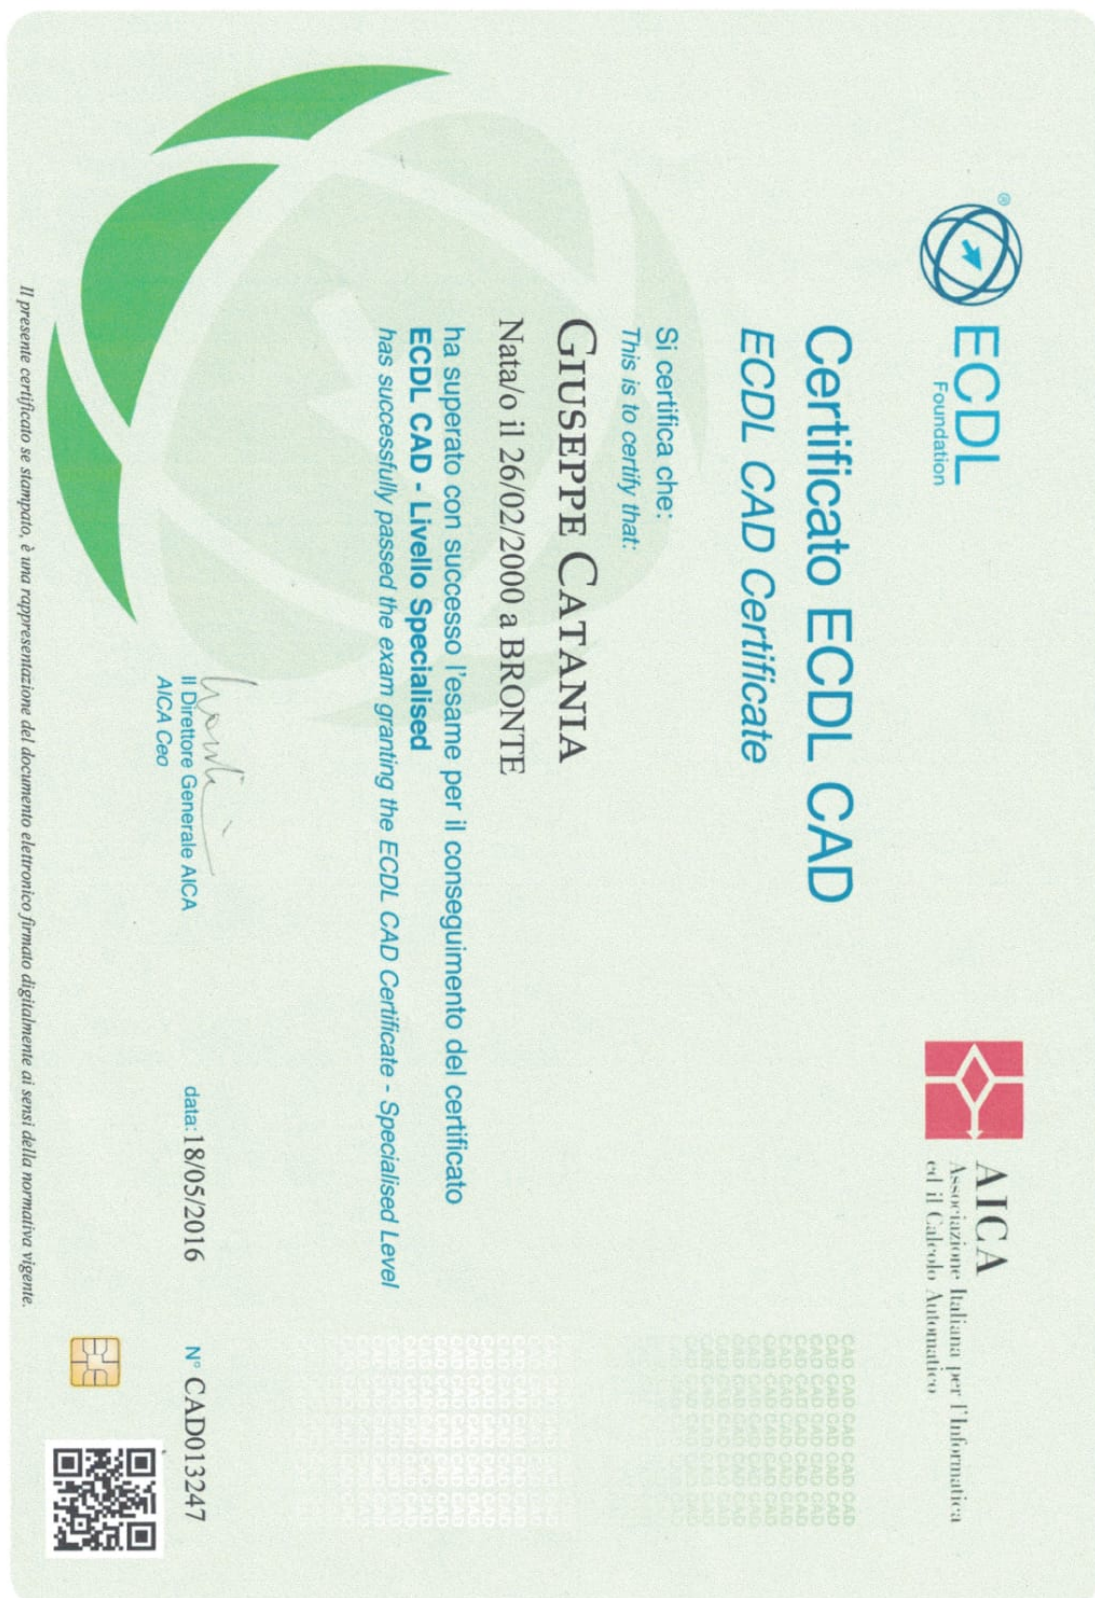 ECDL
Foundation
®
AICA
Associazione Italiana per l'Informatica
ed il Calcolo Automatico
Certificato ECDL CAD
ECDL CAD Certificate
Si certifica che:
This is to certify that:
GIUSEPPE CATANIA
Nata/o il 26/02/2000 a BRONTE
ha superato con successo l'esame per il conseguimento del certificato
ECDL CAD - Livello Specialised
has successfully passed the exam granting the ECDL CAD Certificate - Specialised Level
Il Direttore Generale AICA
AICA Ceo
data: 18/05/2016
N° CAD013247
Il presente certificato se stampato, è una rappresentazione del documento elettronico firmato digitalmente ai sensi della normativa vigente.